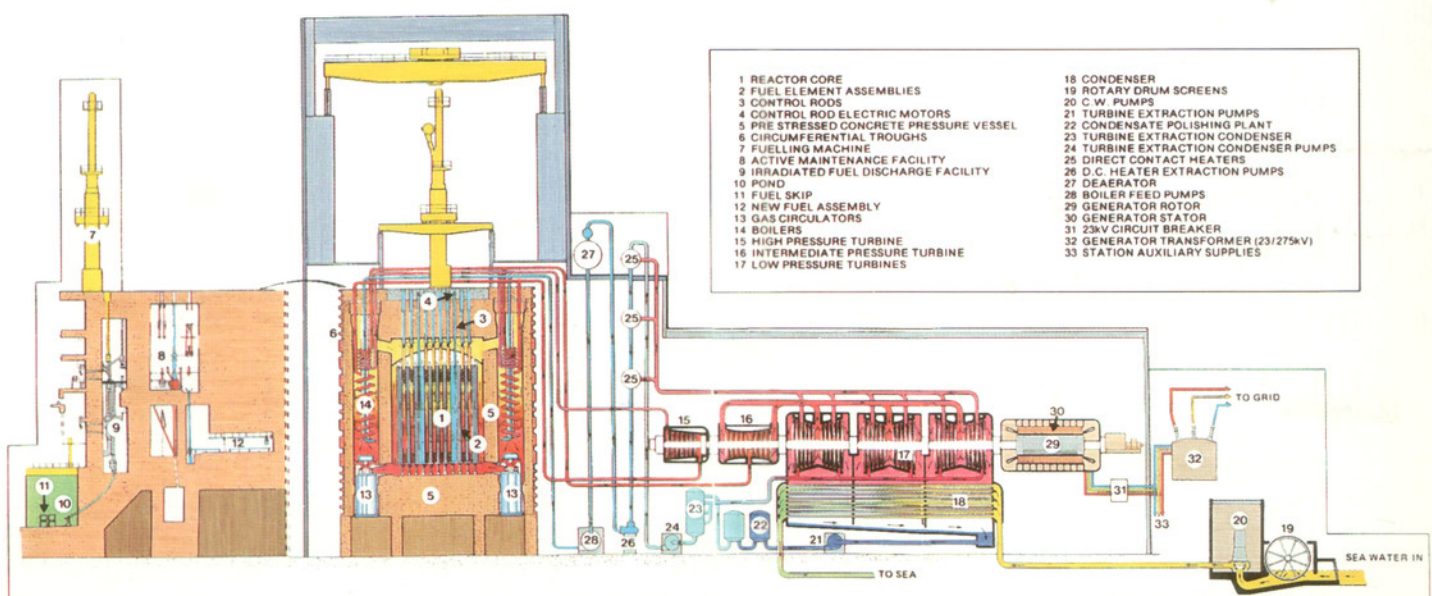 1 REACTOR CORE
2 FUEL ELEMENT ASSEMBLIES
3 CONTROL RODS
4 CONTROL ROD ELECTRIC MOTORS
5 PRE STRESSED CONCRETE PRESSURE VESSEL
6 CIRCUMFERENTIAL TROUGHS
7 FUELLING MACHINE
8 ACTIVE MAINTENANCE FACILITY
9 IRRADIATED FUEL DISCHARGE FACILITY
10 POND
11 FUEL SKIP
12 NEW FUEL ASSEMBLY
13 GAS CIRCULATORS
14 BOILERS
15 HIGH PRESSURE TURBINE
16 INTERMEDIATE PRESSURE TURBINE
17 LOW PRESSURE TURBINES
18 CONDENSER
19 ROTARY DRUM SCREENS
20 C.W. PUMPS
21 TURBINE EXTRACTION PUMPS
22 CONDENSATE POLISHING PLANT
23 TURBINE EXTRACTION CONDENSER
24 TURBINE EXTRACTION CONDENSER PUMPS
25 DIRECT CONTACT HEATERS
26 D.C. HEATER EXTRACTION PUMPS
27 DEAERATOR
28 BOILER FEED PUMPS
29 GENERATOR ROTOR
30 GENERATOR STATOR
31 23kV CIRCUIT BREAKER
32 GENERATOR TRANSFORMER (23/275kV)
33 STATION AUXILIARY SUPPLIES
7
27
25
4
6
3
25
8
25
14
1
5
9
2
12
15
16
17
30
29
TO GRID
32
31
33
11
10
13
5
13
18
23
22
24
28
26
21
20
19
SEA WATER IN
TO SEA